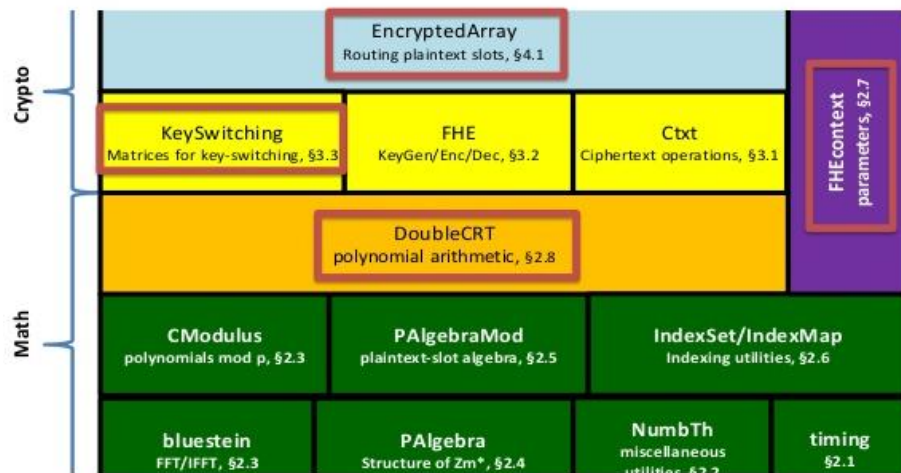 EncryptedArray
Routing plaintext slots, §4.1
Crypto
KeySwitching
Matrices for key-switching, §3.3
FHE
KeyGen/Enc/Dec, §3.2
Ctxt
Ciphertext operations, §3.1
FHEcontext
parameters, §2.7
DoubleCRT
polynomial arithmetic, §2.8
Math
CModulus
polynomials mod p, §2.3
PAlgebraMod
plaintext-slot algebra, §2.5
IndexSet/IndexMap
Indexing utilities, §2.6
bluestein
FFT/IFFT, §2.3
PAlgebra
Structure of Zm*, §2.4
NumbTh
miscellaneous
utilities, §2.2
timing
§2.1